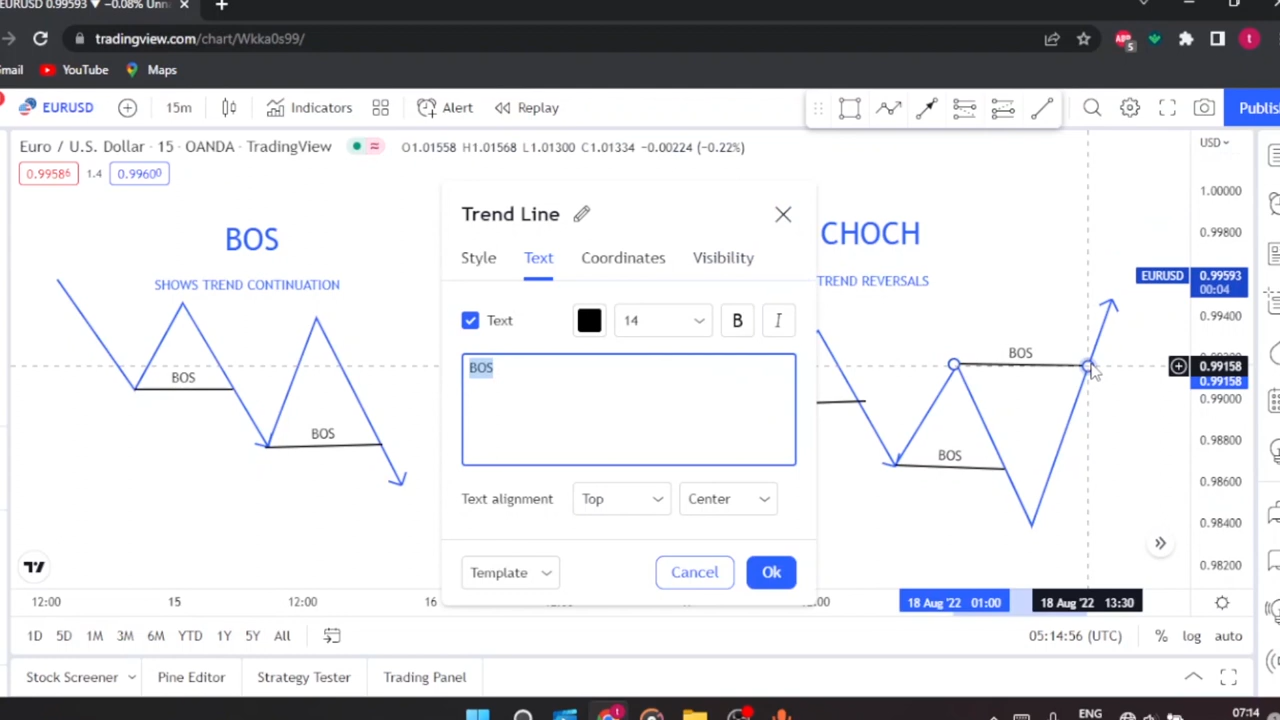 EURUSD 0.99593 ▼ −0.08% Unn
tradingview.com/chart/Wkka0s99/
5
t
mail YouTube Maps
EURUSD 15m Indicators Alert Replay Publis
Euro / U.S. Dollar · 15 · OANDA · TradingView O1.01558 H1.01568 L1.01300 C1.01334 −0.00224 (−0.22%) USD
0.99586 1.4 0.99600
1.00000
BOS
SHOWS TREND CONTINUATION
BOS
BOS
Trend Line
Style Text Coordinates Visibility
Text 14 B I
BOS
Text alignment Top Center
Template Cancel Ok
CHOCH
TREND REVERSALS
BOS
BOS
0.99800
EURUSD 0.99593
00:04
0.99400
0.99158
0.99158
0.99000
0.98800
0.98600
0.98400
0.98200
12:00 15 12:00 16 :00 18 Aug '22 01:00 18 Aug '22 13:30
1D 5D 1M 3M 6M YTD 1Y 5Y All 05:14:56 (UTC) % log auto
Stock Screener Pine Editor Strategy Tester Trading Panel
t ENG 07:14